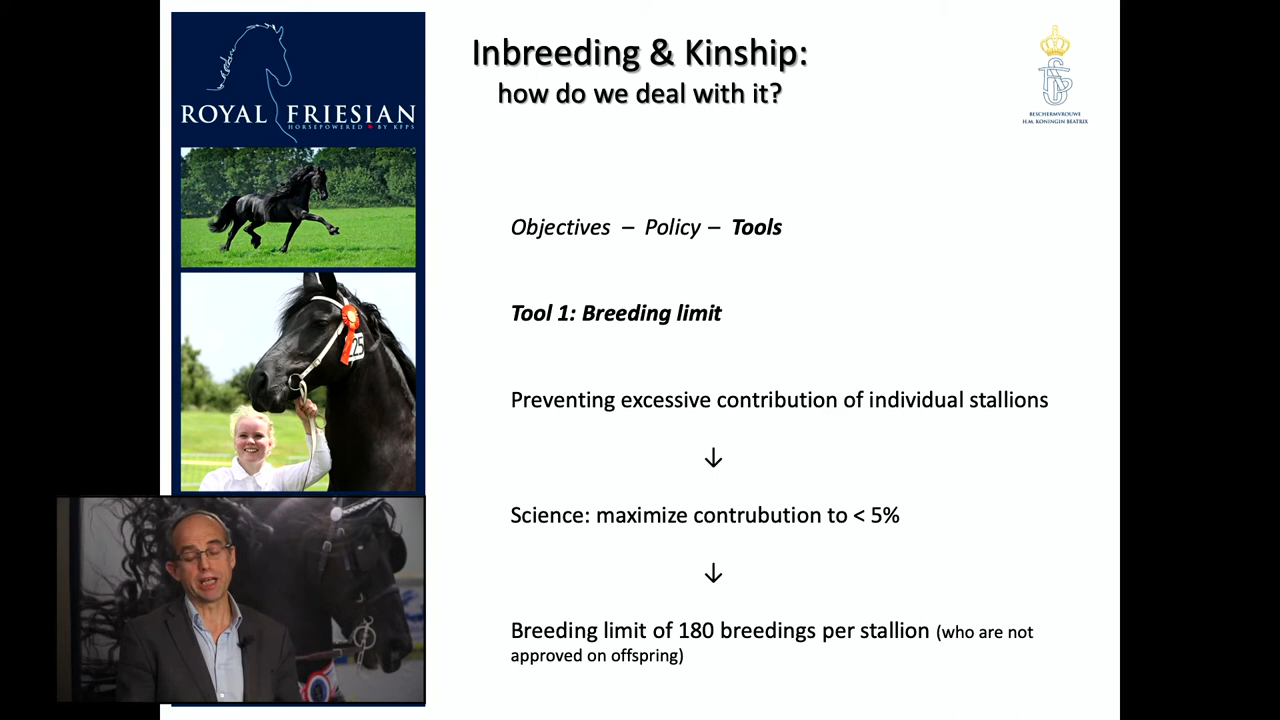 ROYAL FRIESIAN
HORSEPOWERED BY KFPS
Inbreeding & Kinship:
how do we deal with it?
BESCHERMVROUWE
H.M. KONINGIN BEATRIX
Objectives – Policy – Tools
Tool 1: Breeding limit
Preventing excessive contribution of individual stallions
↓
Science: maximize contrubution to < 5%
↓
Breeding limit of 180 breedings per stallion (who are not
approved on offspring)
225